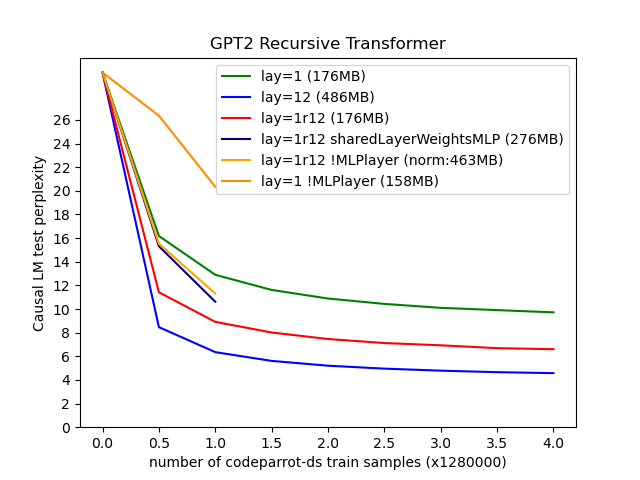 GPT2 Recursive Transformer
lay=1 (176MB)
lay=12 (486MB)
lay=1r12 (176MB)
lay=1r12 sharedLayerWeightsMLP (276MB)
lay=1r12 !MLPlayer (norm:463MB)
lay=1 !MLPlayer (158MB)
Causal LM test perplexity
26
24
22
20
18
16
14
12
10
8
6
4
2
0
0.0 0.5 1.0 1.5 2.0 2.5 3.0 3.5 4.0
number of codeparrot-ds train samples (x1280000)